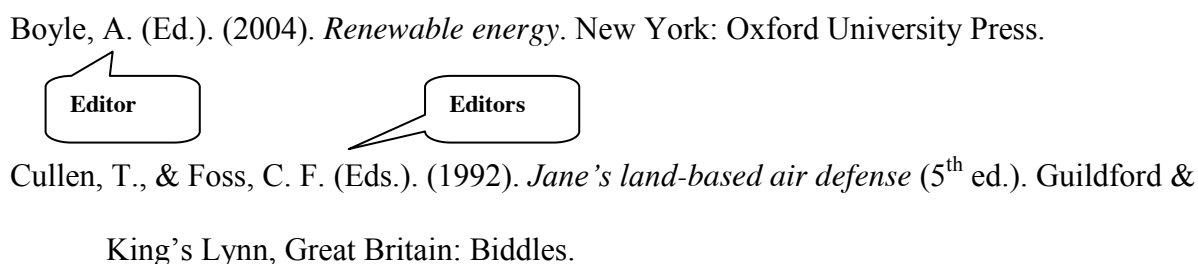 Boyle, A. (Ed.). (2004). Renewable energy. New York: Oxford University Press.
Editor
Editors
Cullen, T., & Foss, C. F. (Eds.). (1992). Jane's land-based air defense (5th ed.). Guildford &
King's Lynn, Great Britain: Biddles.